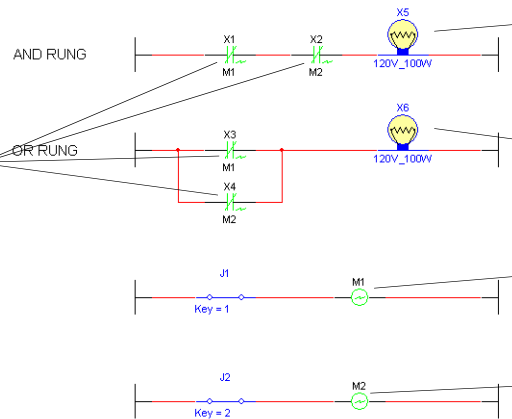 X5
X1
X2
AND RUNG
120V_100W
M1
M2
X6
X3
OR RUNG
120V_100W
M1
X4
M2
J1
M1
Key = 1
J2
M2
Key = 2